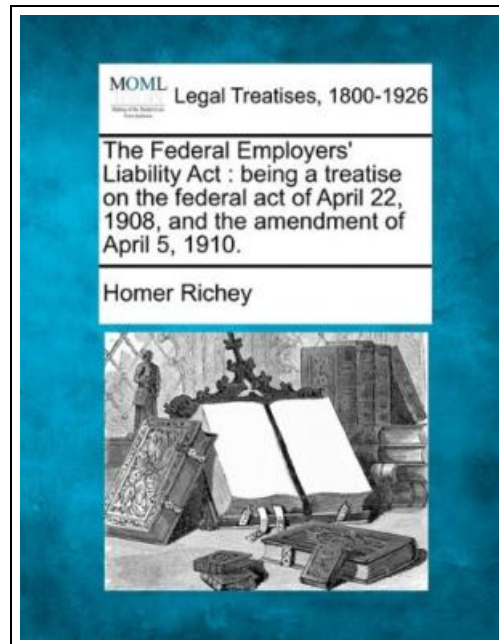 MOML
Legal Treatises, 1800-1926
The Federal Employers'
Liability Act : being a treatise
on the federal act of April 22,
1908, and the amendment of
April 5, 1910.
Homer Richey